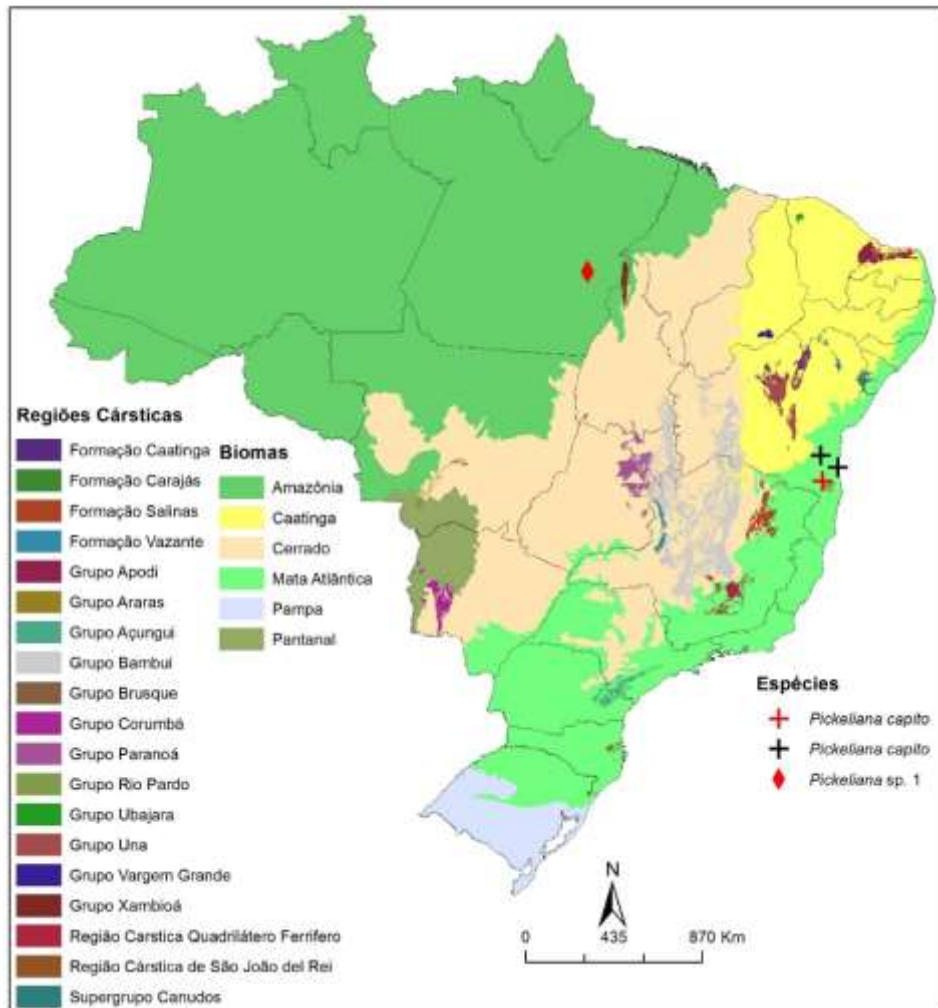 Regiões Cársticas
Formação Caatinga
Formação Carajás
Formação Salinas
Formação Vazante
Grupo Apodi
Grupo Araras
Grupo Açungui
Grupo Bambuí
Grupo Brusque
Grupo Corumbá
Grupo Paranoá
Grupo Rio Pardo
Grupo Ubajara
Grupo Una
Grupo Vargem Grande
Grupo Xambioá
Região Carstica Quadrilátero Ferrífero
Região Cárstica de São João del Rei
Supergrupo Canudos
Biomas
Amazônia
Caatinga
Cerrado
Mata Atlântica
Pampa
Pantanal
Espécies
Pickeliana capito
Pickeliana capito
Pickeliana sp. 1
N
0 435 870 Km